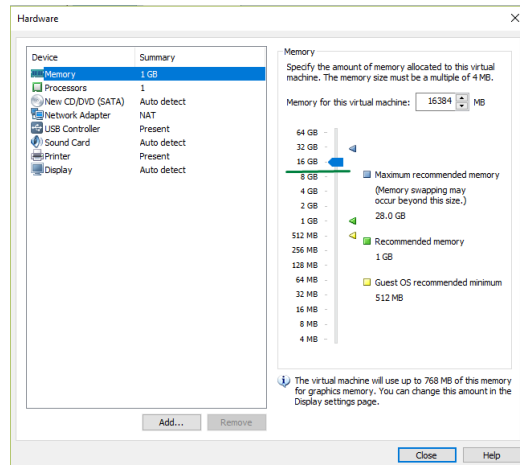 Hardware
Device Summary
Memory 1 GB
Processors 1
New CD/DVD (SATA) Auto detect
Network Adapter NAT
USB Controller Present
Sound Card Auto detect
Printer Present
Display Auto detect
Add...
Remove
Memory
Specify the amount of memory allocated to this virtual
machine. The memory size must be a multiple of 4 MB.
Memory for this virtual machine: 16384 MB
64 GB
32 GB
16 GB
8 GB
4 GB
2 GB
1 GB
512 MB
256 MB
128 MB
64 MB
32 MB
16 MB
8 MB
4 MB
Maximum recommended memory
(Memory swapping may
occur beyond this size.)
28.0 GB
Recommended memory
1 GB
Guest OS recommended minimum
512 MB
The virtual machine will use up to 768 MB of this memory
for graphics memory. You can change this amount in the
Display settings page.
Close
Help